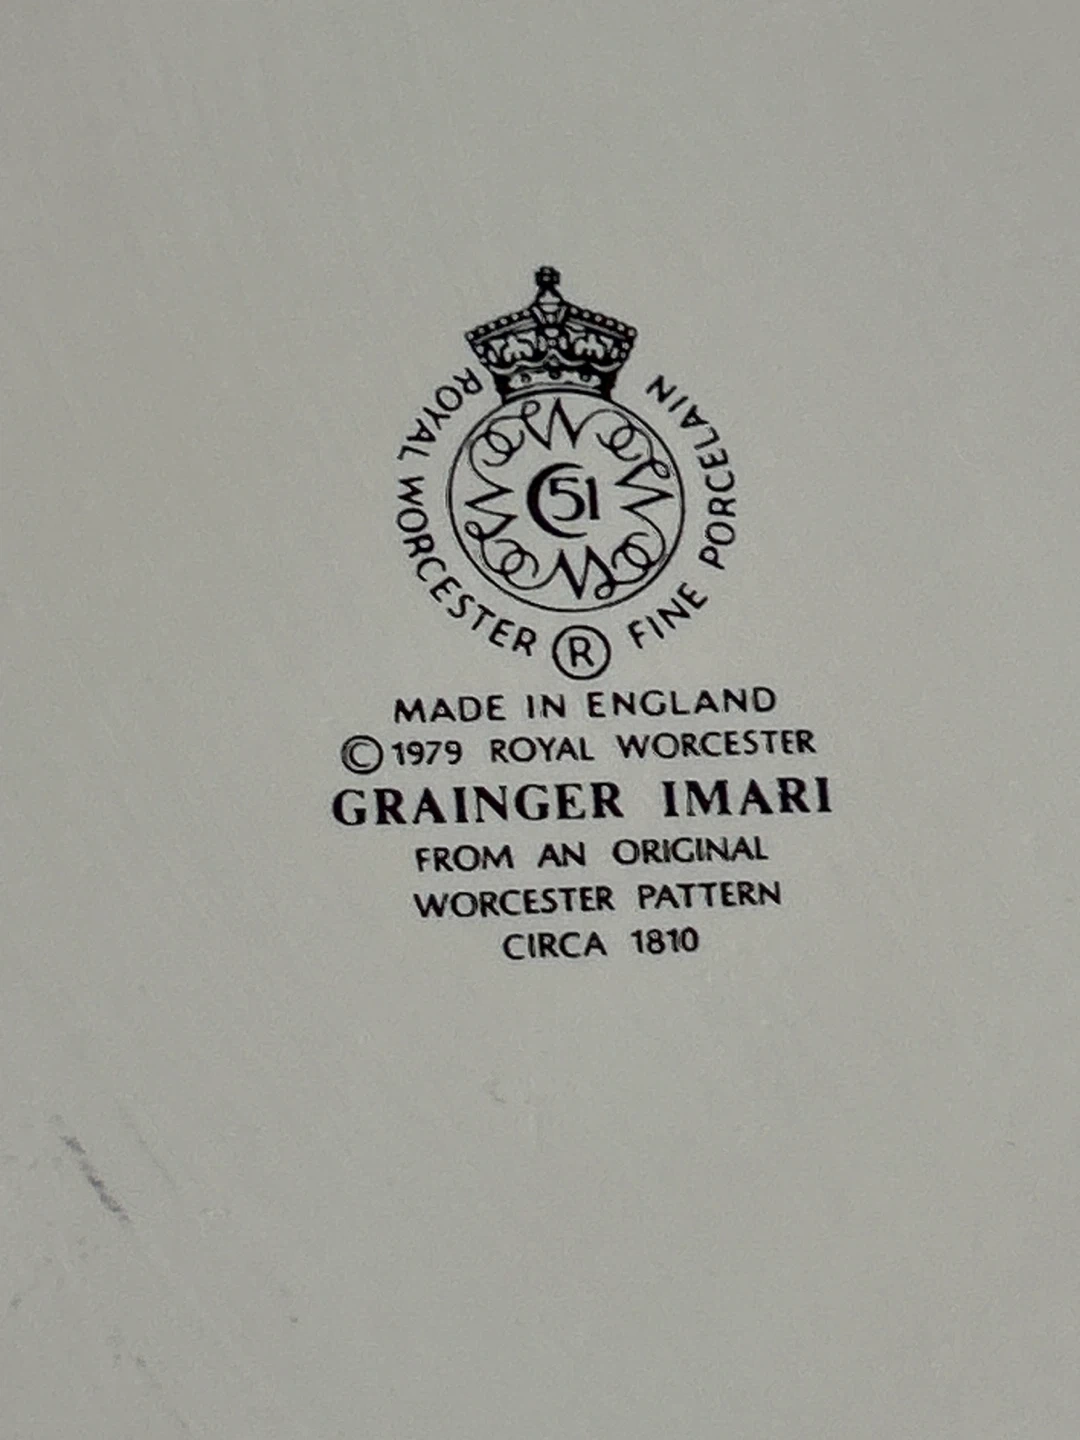 ROYAL WORCESTER ® FINE PORCELAIN
51
MADE IN ENGLAND
©1979 ROYAL WORCESTER
GRAINGER IMARI
FROM AN ORIGINAL
WORCESTER PATTERN
CIRCA 1810